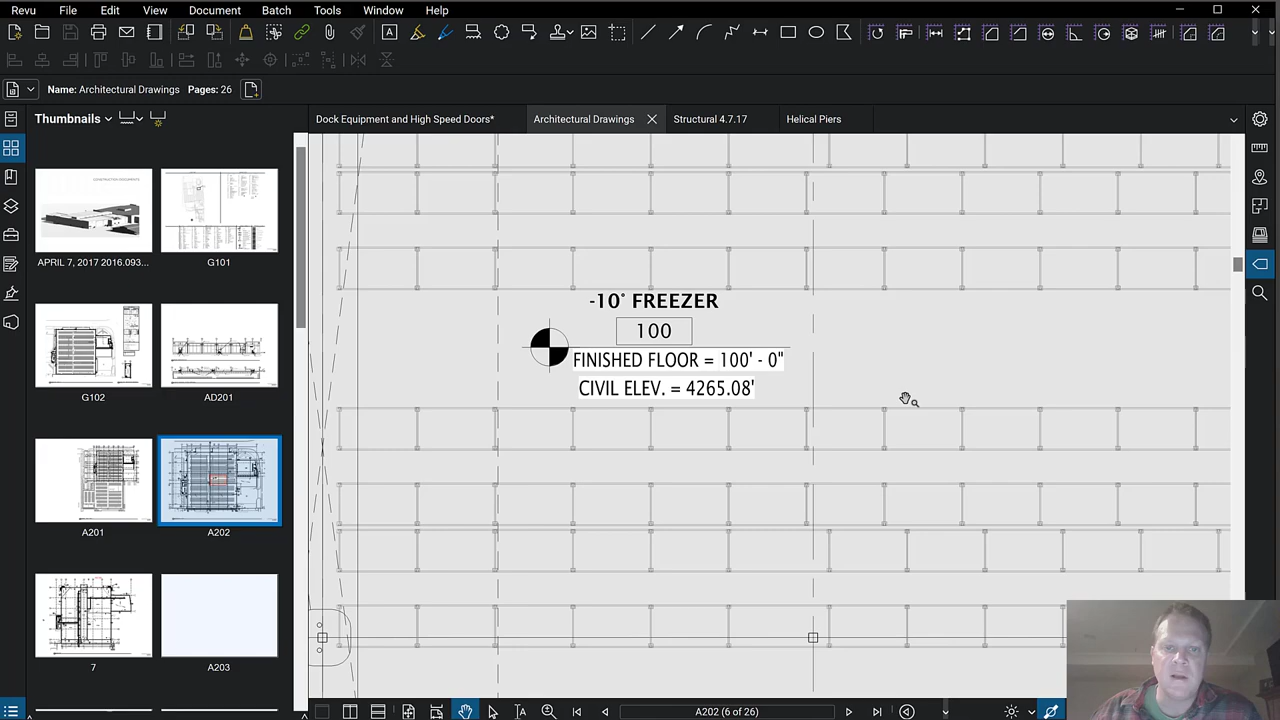 Revu File Edit View Document Batch Tools Window Help
Name: Architectural Drawings Pages: 26
Thumbnails
Dock Equipment and High Speed Doors* Architectural Drawings Structural 4.7.17 Helical Piers
APRIL 7, 2017 2016.093... G101
G102 AD201
A201 A202
7 A203
-10° FREEZER
100
FINISHED FLOOR = 100' - 0"
CIVIL ELEV. = 4265.08'
A202 (6 of 26)